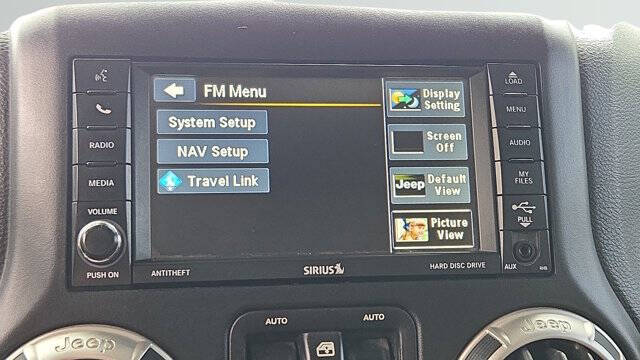 FM Menu
System Setup
NAV Setup
Travel Link
Display
Setting
Screen
Off
Jeep
Default
View
Picture
View
RADIO
MEDIA
VOLUME
PUSH ON
LOAD
MENU
AUDIO
MY
FILES
PULL
AUX
RHB
ANTITHEFT
SIRIUS
HARD DISC DRIVE
AUTO
AUTO
Jeep
Jeep